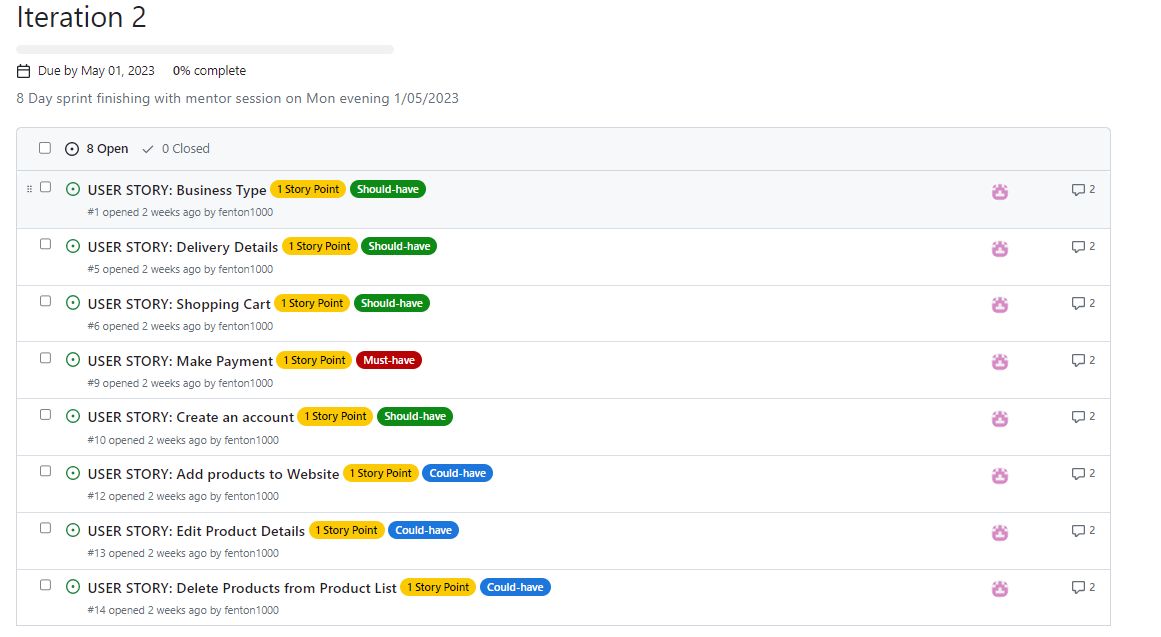 Iteration 2
Due by May 01, 2023 0% complete
8 Day sprint finishing with mentor session on Mon evening 1/05/2023
8 Open 0 Closed
USER STORY: Business Type 1 Story Point Should-have 2
#1 opened 2 weeks ago by fenton1000
USER STORY: Delivery Details 1 Story Point Should-have 2
#5 opened 2 weeks ago by fenton1000
USER STORY: Shopping Cart 1 Story Point Should-have 2
#6 opened 2 weeks ago by fenton1000
USER STORY: Make Payment 1 Story Point Must-have 2
#9 opened 2 weeks ago by fenton1000
USER STORY: Create an account 1 Story Point Should-have 2
#10 opened 2 weeks ago by fenton1000
USER STORY: Add products to Website 1 Story Point Could-have 2
#12 opened 2 weeks ago by fenton1000
USER STORY: Edit Product Details 1 Story Point Could-have 2
#13 opened 2 weeks ago by fenton1000
USER STORY: Delete Products from Product List 1 Story Point Could-have 2
#14 opened 2 weeks ago by fenton1000